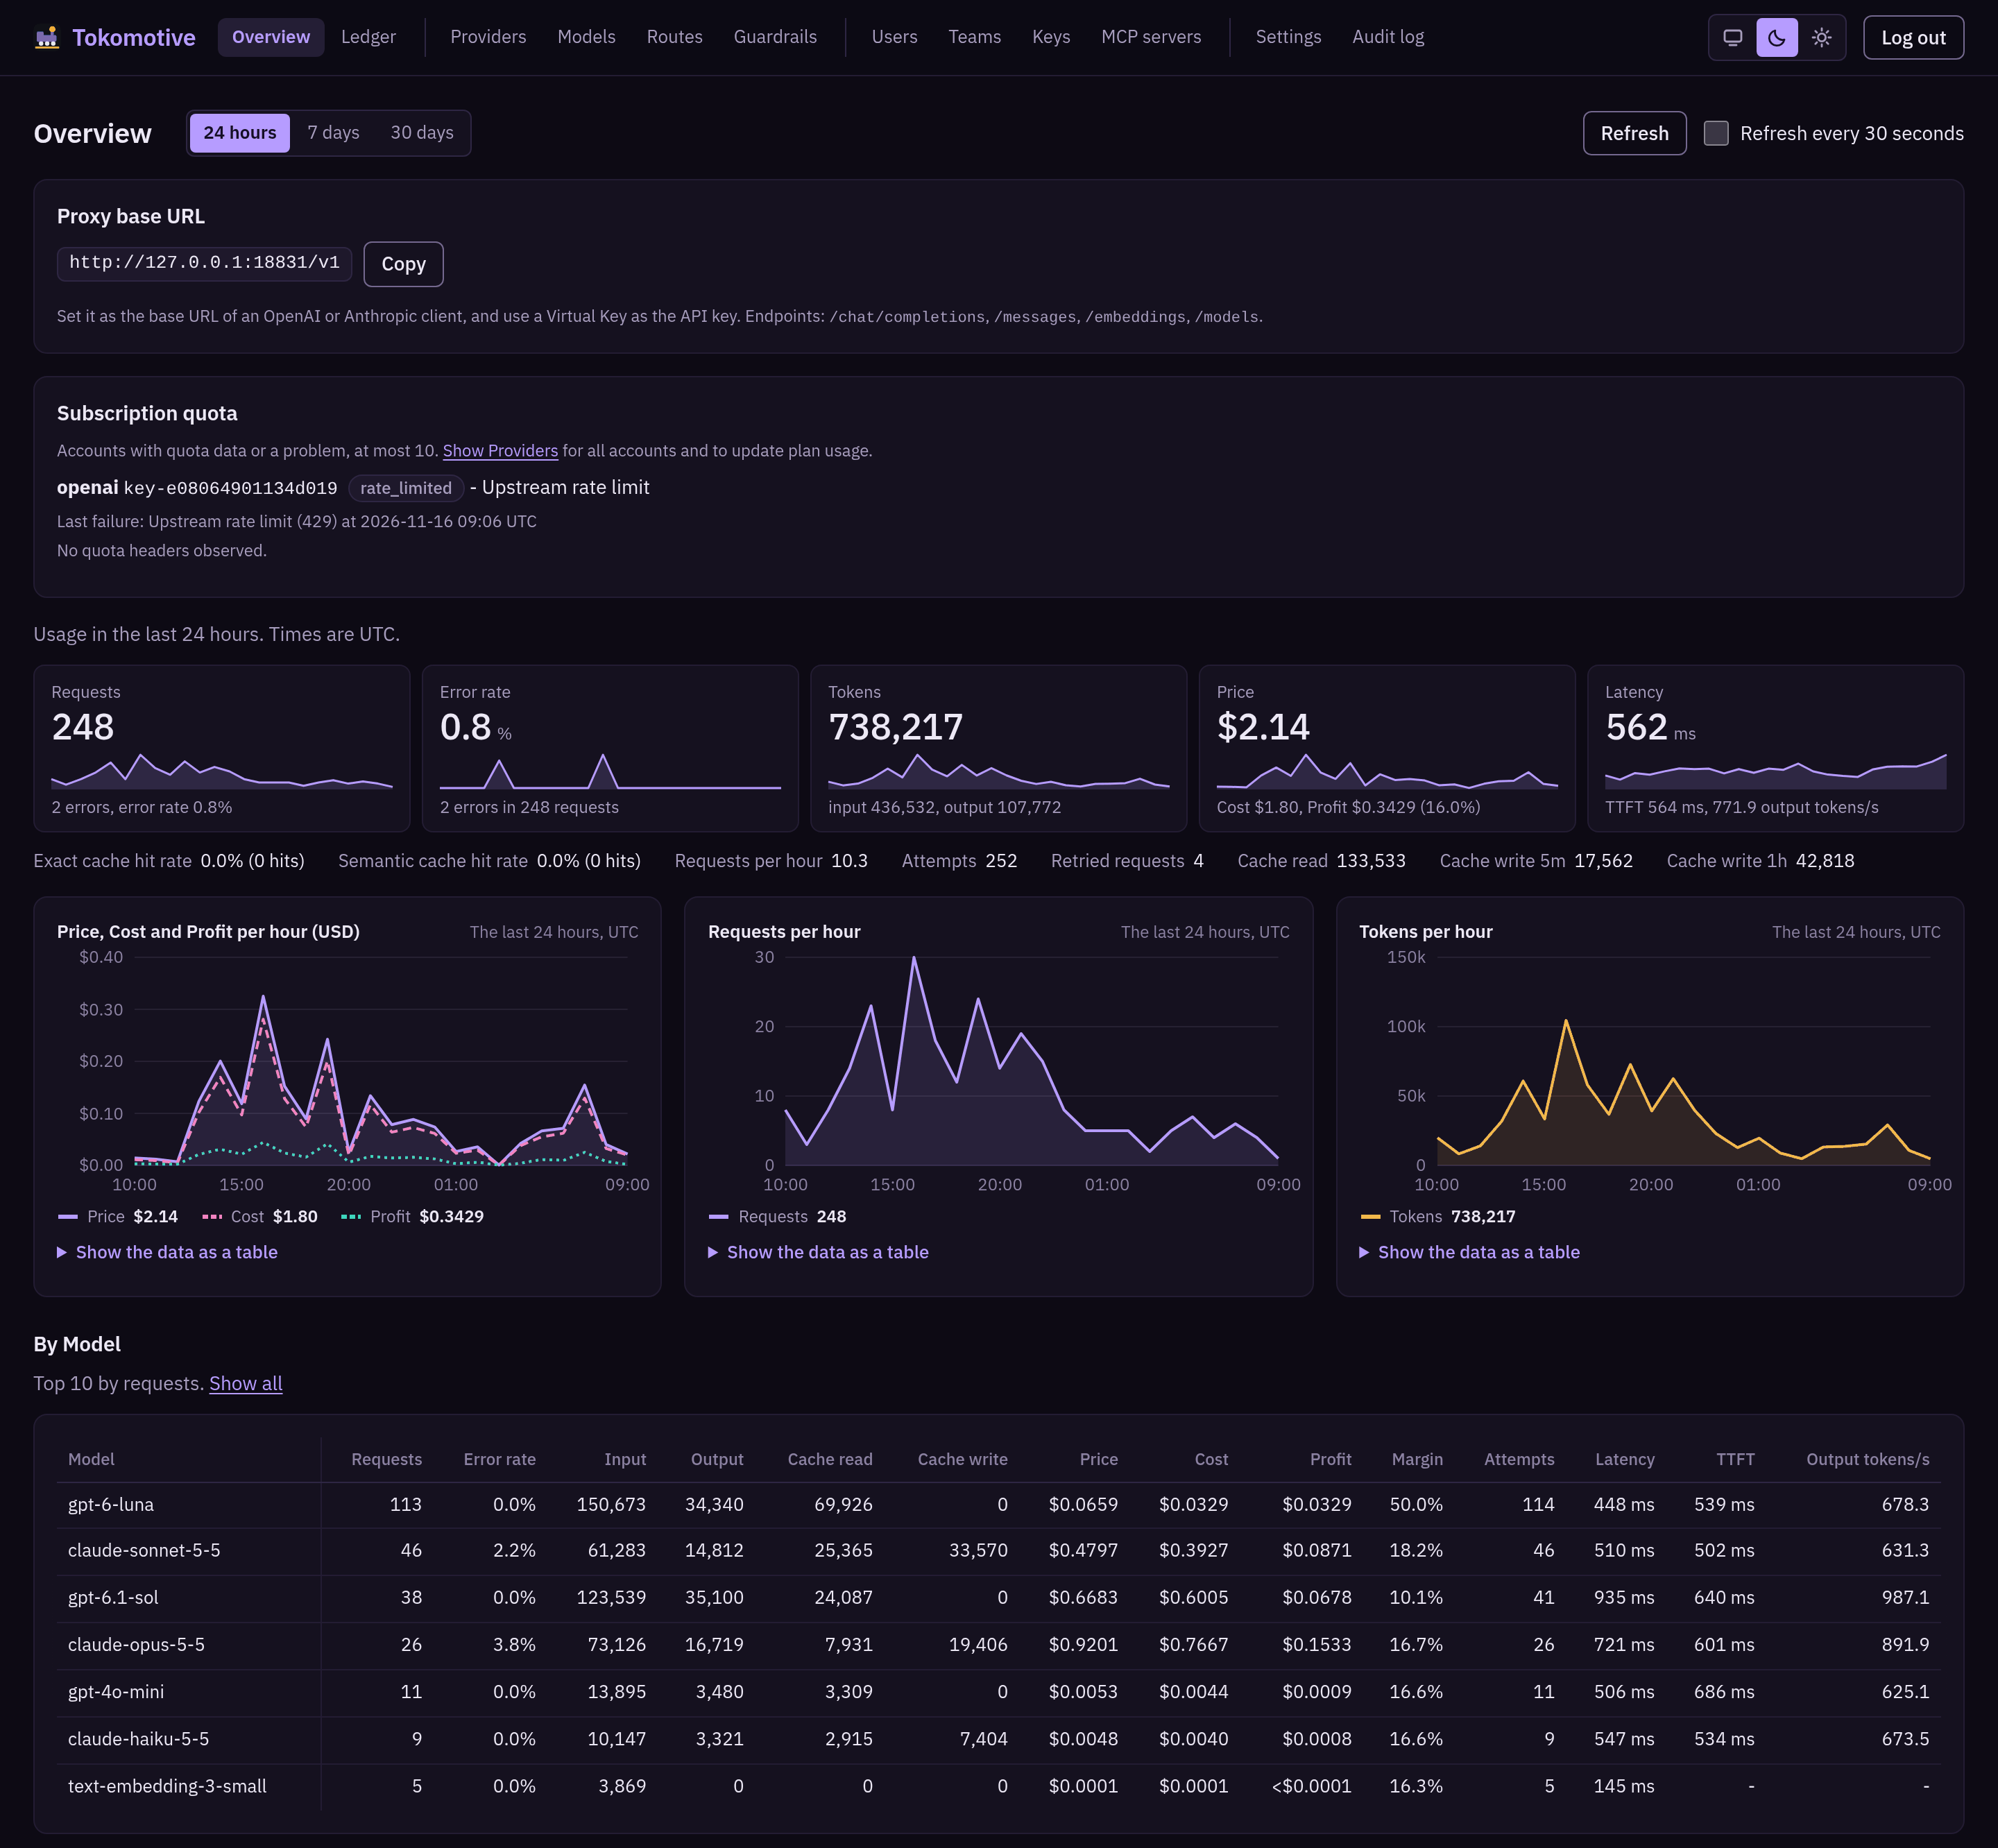 Tokomotive Overview Ledger Providers Models Routes Guardrails Users Teams Keys MCP servers Settings Audit log Log out
Overview 24 hours 7 days 30 days Refresh Refresh every 30 seconds
Proxy base URL
http://127.0.0.1:18831/v1 Copy
Set it as the base URL of an OpenAI or Anthropic client, and use a Virtual Key as the API key. Endpoints: /chat/completions, /messages, /embeddings, /models.
Subscription quota
Accounts with quota data or a problem, at most 10. Show Providers for all accounts and to update plan usage.
openai key-e08064901134d019 rate_limited - Upstream rate limit
Last failure: Upstream rate limit (429) at 2026-11-16 09:06 UTC
No quota headers observed.
Usage in the last 24 hours. Times are UTC.
Requests
248
2 errors, error rate 0.8%
Error rate
0.8 %
2 errors in 248 requests
Tokens
738,217
input 436,532, output 107,772
Price
$2.14
Cost $1.80, Profit $0.3429 (16.0%)
Latency
562 ms
TTFT 564 ms, 771.9 output tokens/s
Exact cache hit rate 0.0% (0 hits) Semantic cache hit rate 0.0% (0 hits) Requests per hour 10.3 Attempts 252 Retried requests 4 Cache read 133,533 Cache write 5m 17,562 Cache write 1h 42,818
Price, Cost and Profit per hour (USD) The last 24 hours, UTC
$0.40
$0.30
$0.20
$0.10
$0.00
10:00 15:00 20:00 01:00 09:00
Price $2.14 Cost $1.80 Profit $0.3429
Show the data as a table
Requests per hour The last 24 hours, UTC
30
20
10
0
10:00 15:00 20:00 01:00 09:00
Requests 248
Show the data as a table
Tokens per hour The last 24 hours, UTC
150k
100k
50k
0
10:00 15:00 20:00 01:00 09:00
Tokens 738,217
Show the data as a table
By Model
Top 10 by requests. Show all
Model Requests Error rate Input Output Cache read Cache write Price Cost Profit Margin Attempts Latency TTFT Output tokens/s
gpt-6-luna 113 0.0% 150,673 34,340 69,926 0 $0.0659 $0.0329 $0.0329 50.0% 114 448 ms 539 ms 678.3
claude-sonnet-5-5 46 2.2% 61,283 14,812 25,365 33,570 $0.4797 $0.3927 $0.0871 18.2% 46 510 ms 502 ms 631.3
gpt-6.1-sol 38 0.0% 123,539 35,100 24,087 0 $0.6683 $0.6005 $0.0678 10.1% 41 935 ms 640 ms 987.1
claude-opus-5-5 26 3.8% 73,126 16,719 7,931 19,406 $0.9201 $0.7667 $0.1533 16.7% 26 721 ms 601 ms 891.9
gpt-4o-mini 11 0.0% 13,895 3,480 3,309 0 $0.0053 $0.0044 $0.0009 16.6% 11 506 ms 686 ms 625.1
claude-haiku-5-5 9 0.0% 10,147 3,321 2,915 7,404 $0.0048 $0.0040 $0.0008 16.6% 9 547 ms 534 ms 673.5
text-embedding-3-small 5 0.0% 3,869 0 0 0 $0.0001 $0.0001 <$0.0001 16.3% 5 145 ms - -